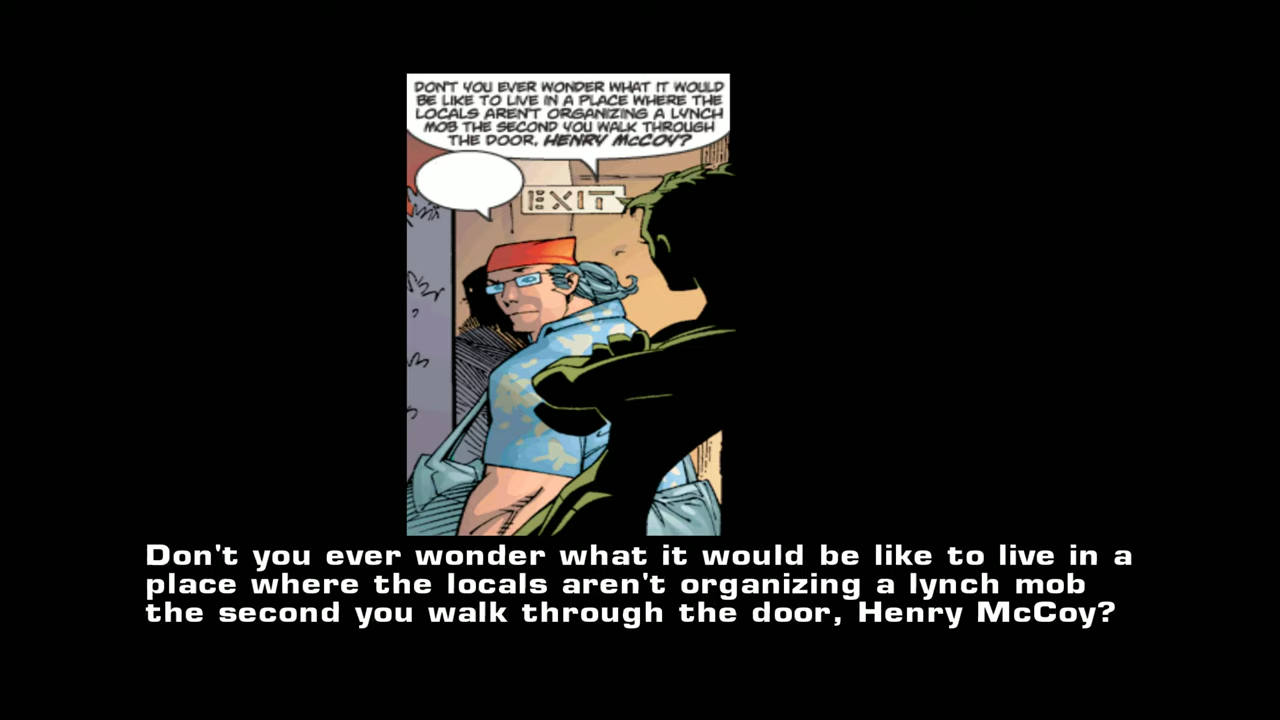 DON'T YOU EVER WONDER WHAT IT WOULD
BE LIKE TO LIVE IN A PLACE WHERE THE
LOCALS AREN'T ORGANIZING A LYNCH
MOB THE SECOND YOU WALK THROUGH
THE DOOR, HENRY McCOY?
EXIT
Don't you ever wonder what it would be like to live in a
place where the locals aren't organizing a lynch mob
the second you walk through the door, Henry McCoy?